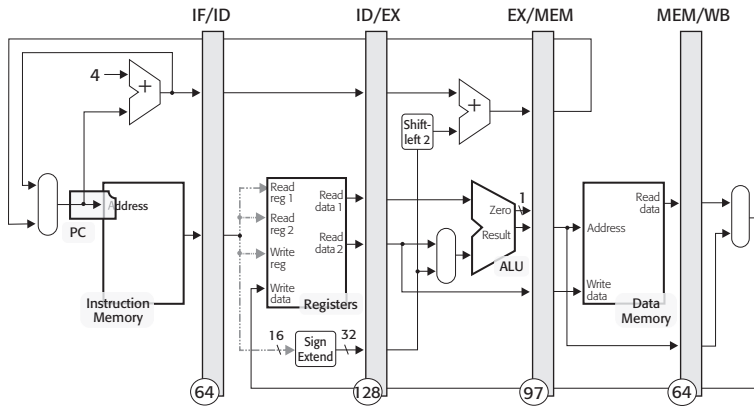 IF/ID ID/EX EX/MEM MEM/WB
4
+
+
Shift-
left 2
Address
PC
Instruction
Memory
Read
reg 1
Read
reg 2
Write
reg
Write
data
Read
data 1
Read
data 2
Registers
16
Sign
Extend
32
1
Zero
Result
ALU
Address
Read
data
Write
data
Data
Memory
64 128 97 64